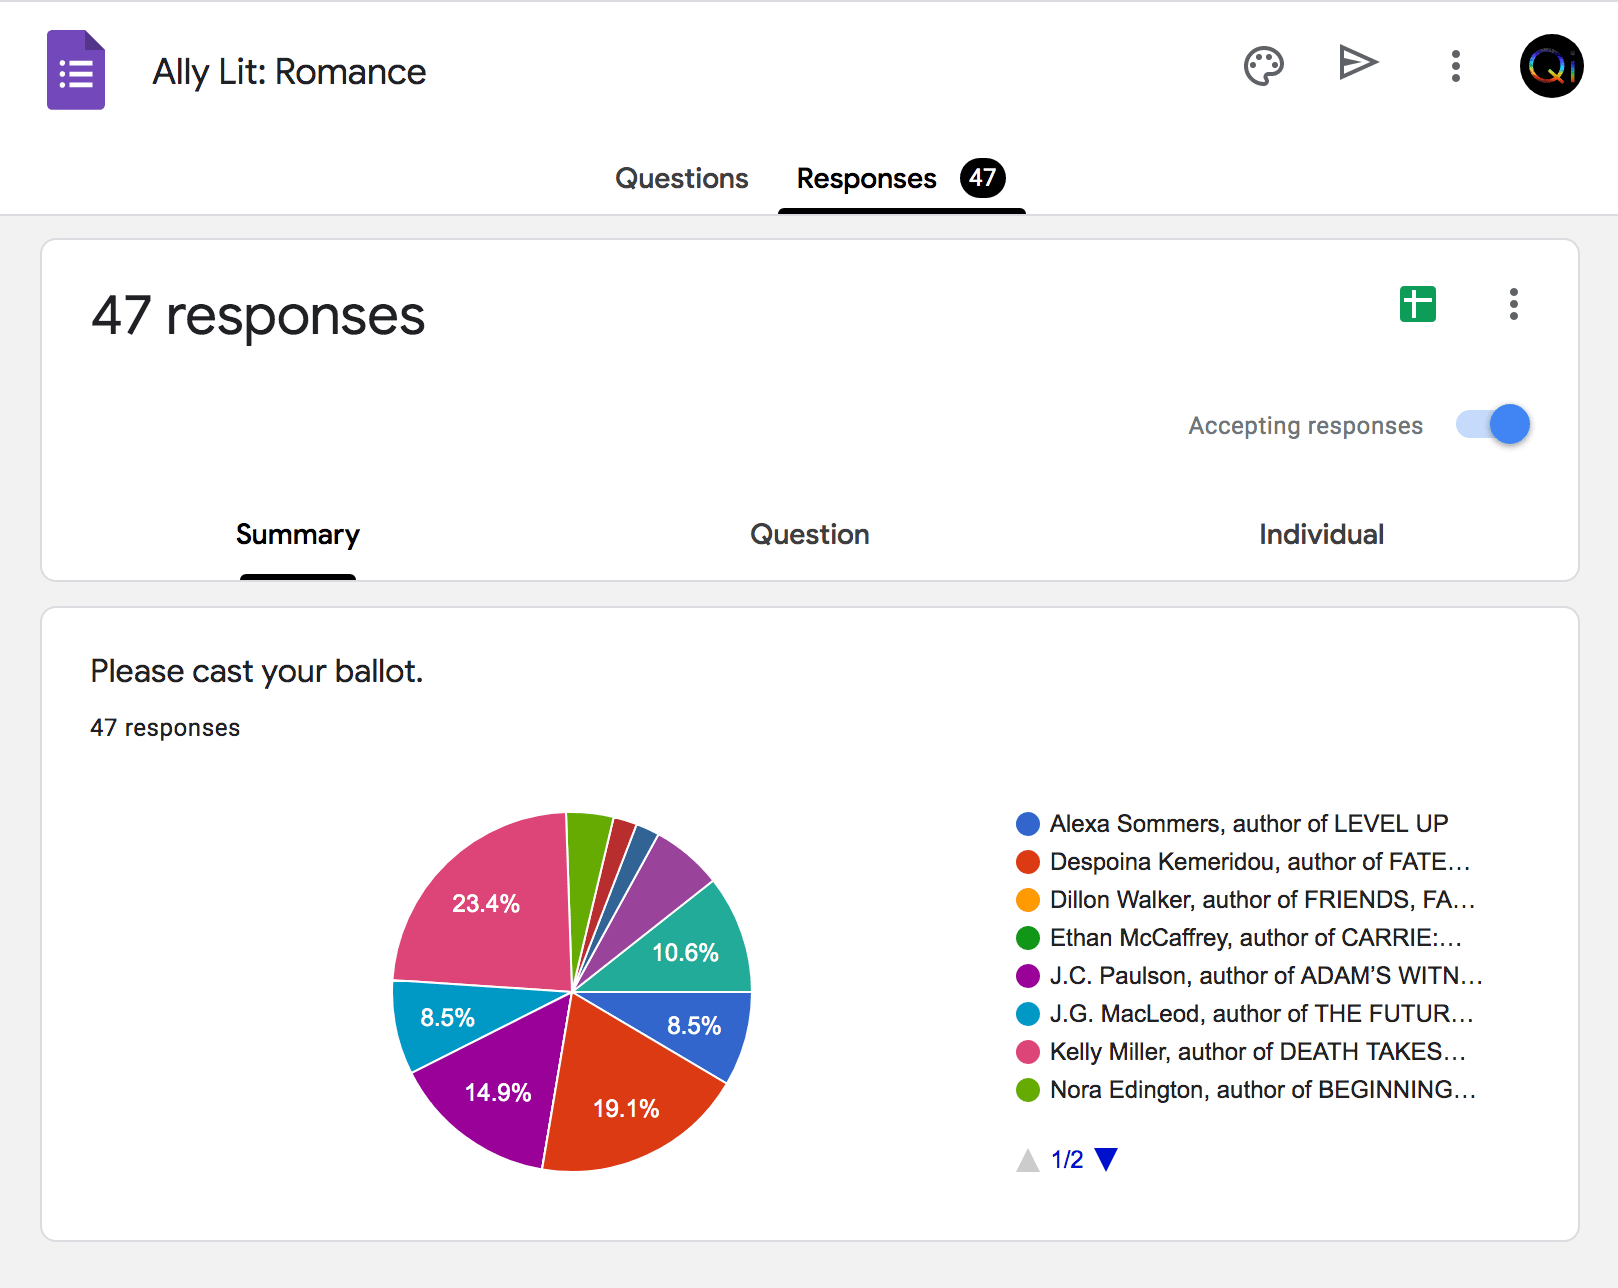 Ally Lit: Romance
Qi
Questions
Responses 47
47 responses
Accepting responses
Summary
Question
Individual
Please cast your ballot.
47 responses
23.4%
10.6%
8.5%
8.5%
14.9%
19.1%
Alexa Sommers, author of LEVEL UP
Despoina Kemeridou, author of FATE...
Dillon Walker, author of FRIENDS, FA...
Ethan McCaffrey, author of CARRIE:...
J.C. Paulson, author of ADAM’S WITN...
J.G. MacLeod, author of THE FUTUR...
Kelly Miller, author of DEATH TAKES...
Nora Edington, author of BEGINNING...
1/2